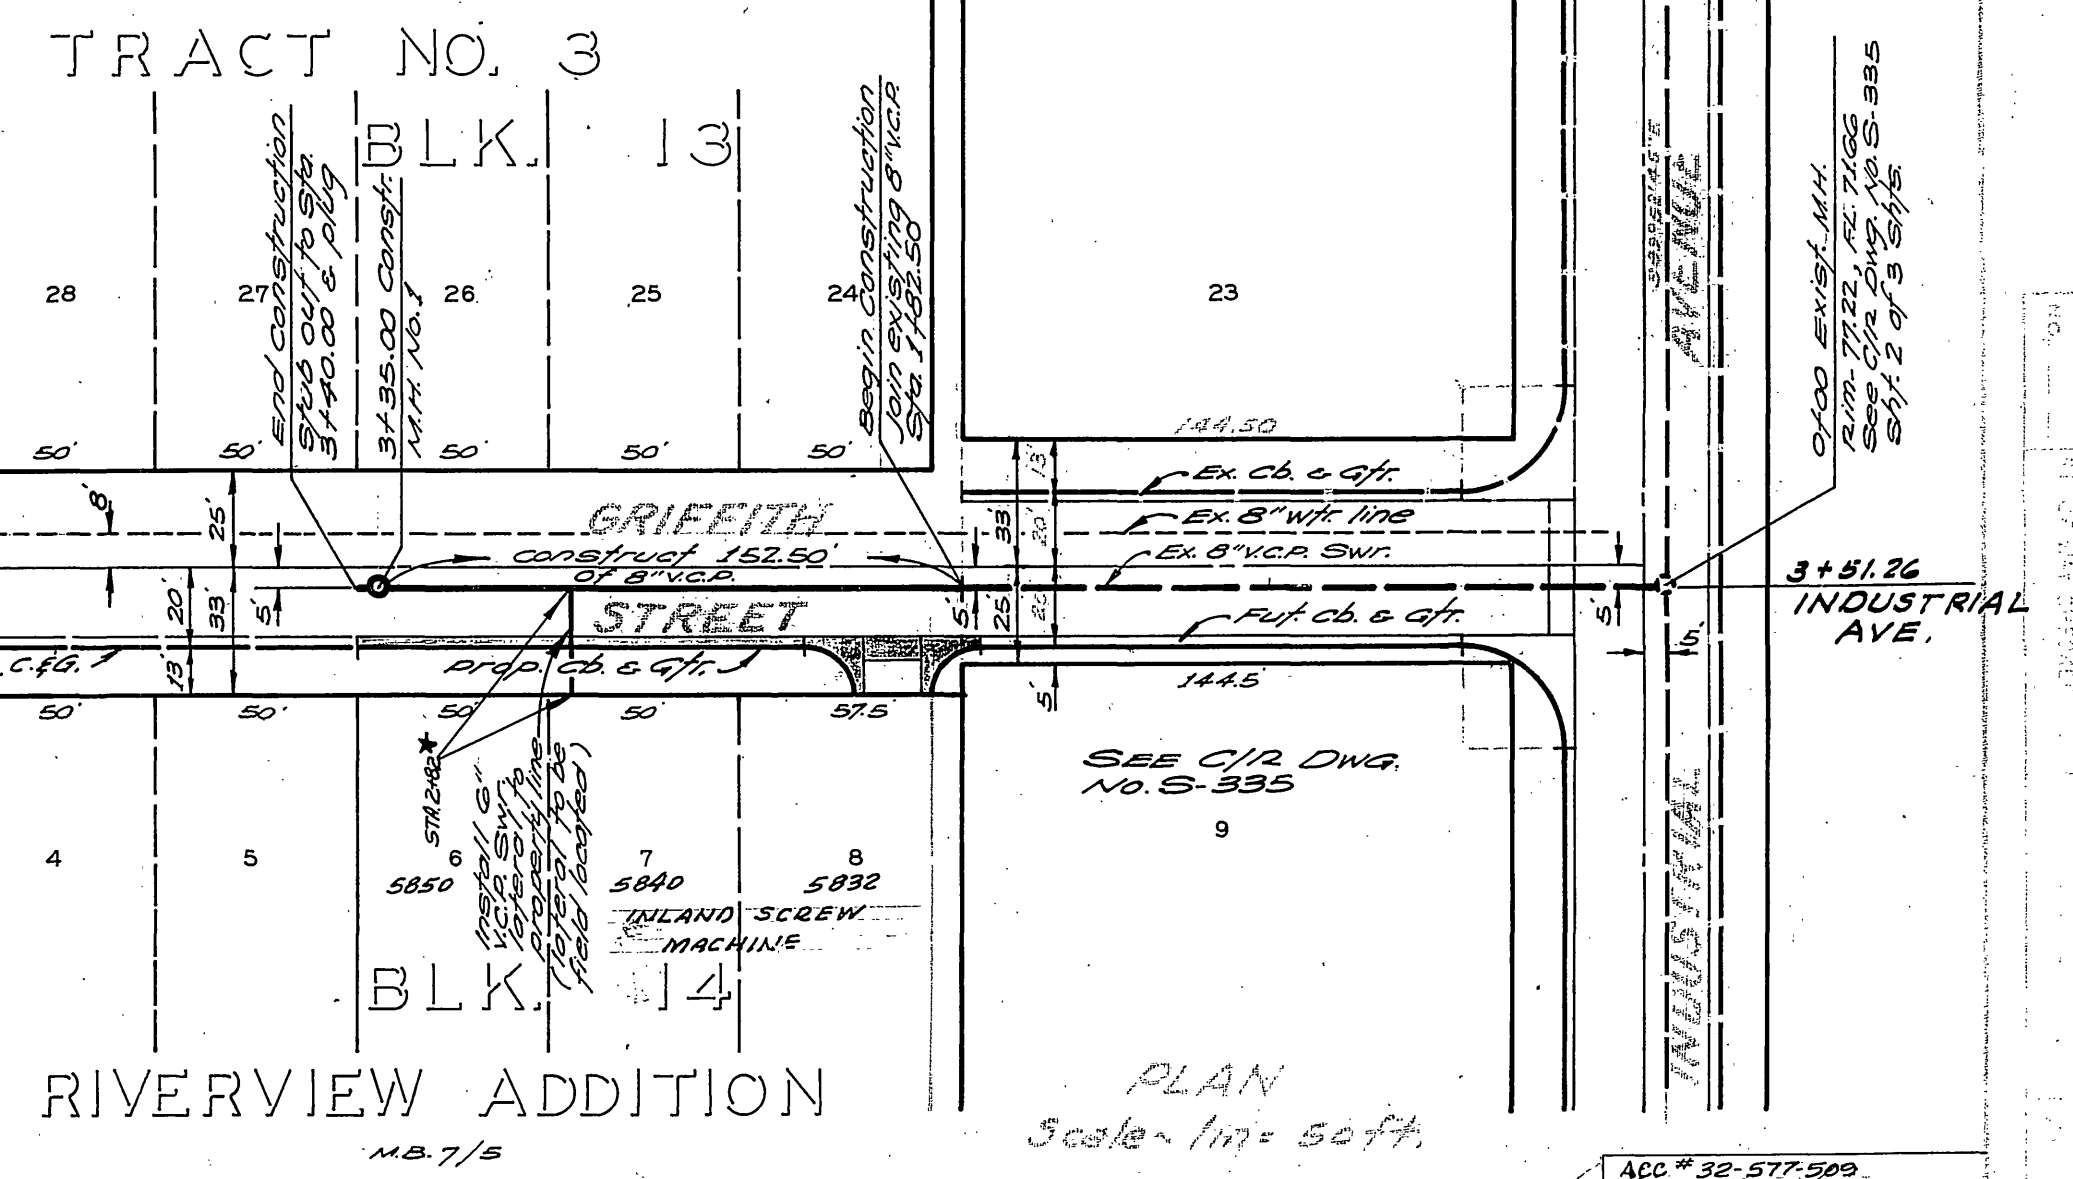 TRACT NO. 3
BLK. 13
End construction
Stub out to Sta.
3+40.00 & plug
3+35.00 Constr.
M.H. No. 1
Begin Construction
Join existing 8" V.C.P.
Sta. 1+82.50
28
27
26
25
24
23
50'
50'
50'
50'
50'
144.50
0+00 Exist. M.H.
Rim-77.22, F.L. 71.66
See C/R Dwg. No. S-335
Sht. 2 of 3 shts.
AVENUE
8'
25'
GRIFFITH
construct 152.50'
of 8" V.C.P.
STREET
33'
13'
20'
Ex. Cb. & Gtr.
Ex. 8" wtr. line
Ex. 8" V.C.P. Swr.
Fut. Cb. & Gtr.
3+51.26
INDUSTRIAL
AVE.
20'
33'
5'
5'
25'
20'
5'
5'
C.&G.
13'
prop. Cb. & Gtr.
5'
144.5'
50'
50'
50'
50'
57.5
STA. 2+82★
Install 6"
V.C.P. Swr.
lateral to
property line
(lateral to be
field located)
SEE C/R DWG.
No. S-335
4
5
6
7
8
9
5850
5840
5832
INLAND SCREW
MACHINE
BLK. 14
INDUSTRIAL
RIVERVIEW ADDITION
M.B. 7/5
PLAN
Scale- 1in= 50ft.
ACC # 32-577-509